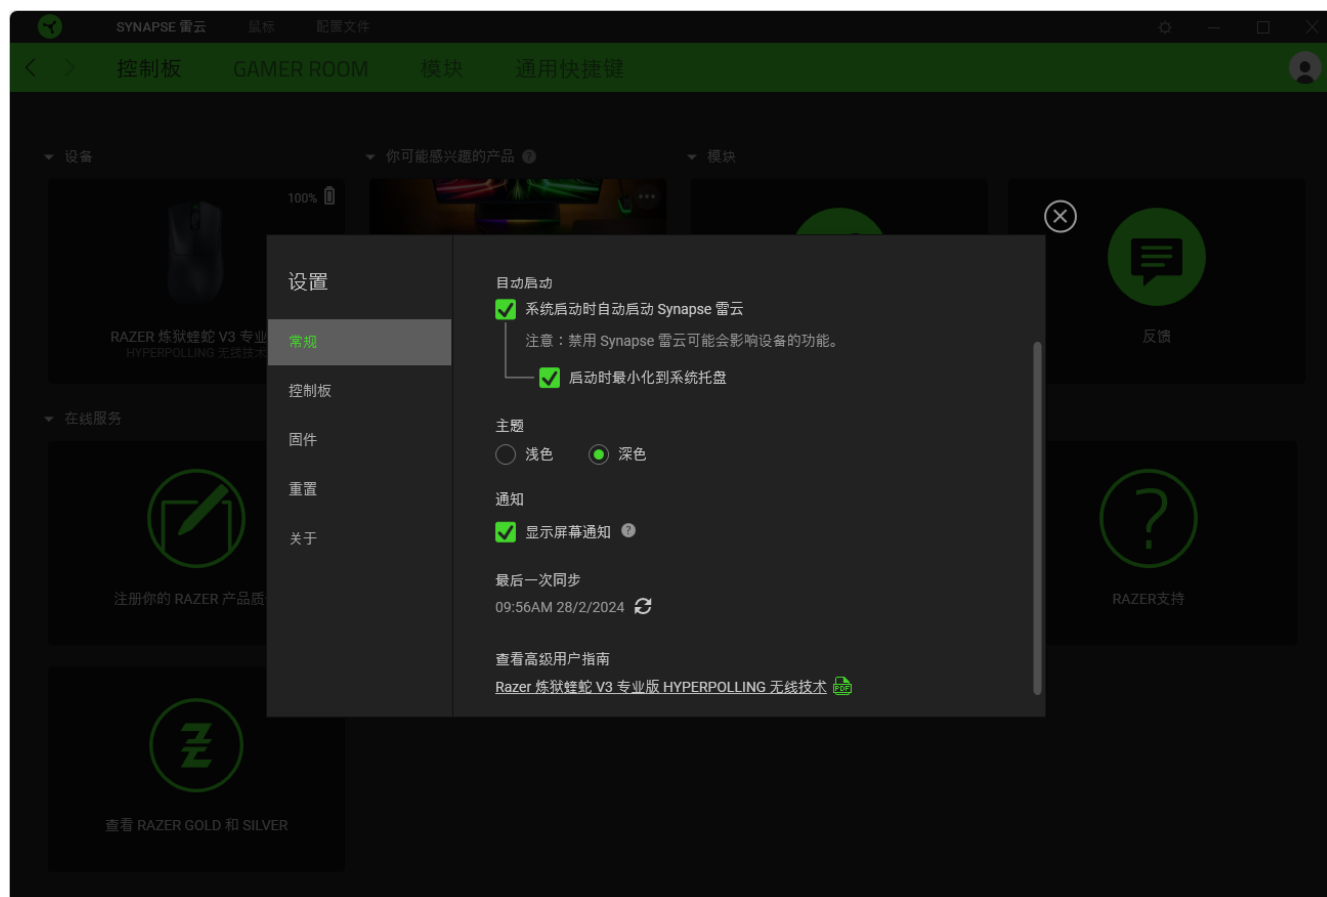 SYNAPSE 雷云 鼠标 配置文件
控制板 GAMER ROOM 模块 通用快捷键
设备 你可能感兴趣的产品 模块
100%
RAZER 炼狱蝰蛇 V3 专业
HYPERPOLLING 无线技术
反馈
在线服务
注册你的 RAZER 产品质
RAZER支持
查看 RAZER GOLD 和 SILVER
设置
常规
控制板
固件
重置
关于
自动启动
系统启动时自动启动 Synapse 雷云
注意：禁用 Synapse 雷云可能会影响设备的功能。
启动时最小化到系统托盘
主题
浅色 深色
通知
显示屏幕通知
最后一次同步
09:56AM 28/2/2024
查看高级用户指南
Razer 炼狱蝰蛇 V3 专业版 HYPERPOLLING 无线技术 PDF